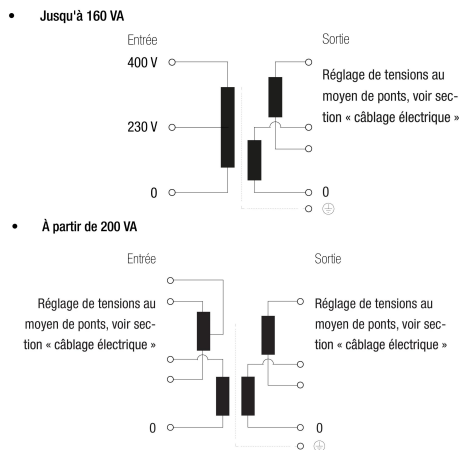 • Jusqu'à 160 VA
Entrée
Sortie
400 V
Réglage de tensions au
moyen de ponts, voir sec-
tion « câblage électrique »
230 V
0
0
• À partir de 200 VA
Entrée
Sortie
Réglage de tensions au
moyen de ponts, voir sec-
tion « câblage électrique »
Réglage de tensions au
moyen de ponts, voir sec-
tion « câblage électrique »
0
0